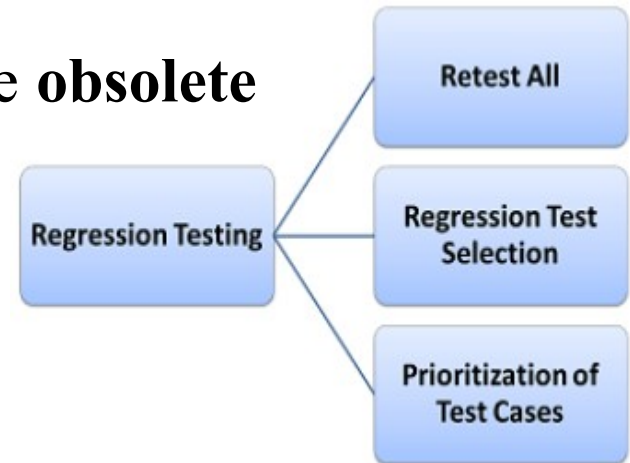 e obsolete
Retest All
Regression Testing
Regression Test
Selection
Prioritization of
Test Cases